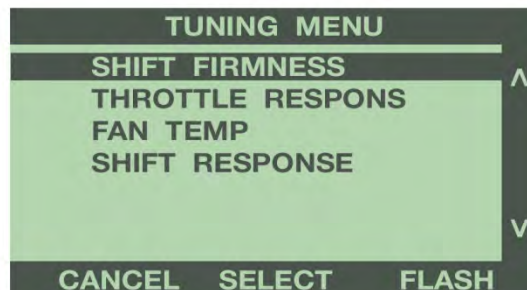 TUNING MENU
SHIFT FIRMNESS
THROTTLE RESPONS
FAN TEMP
SHIFT RESPONSE
CANCEL SELECT FLASH